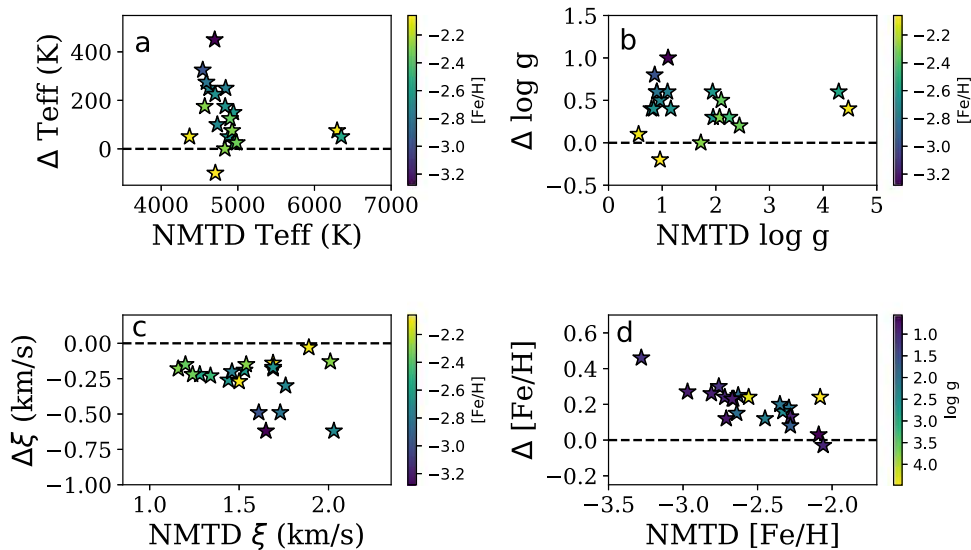 a
Δ Teff (K)
400
200
0
4000 5000 6000 7000
NMTD Teff (K)
−2.2
−2.4
−2.6
−2.8
−3.0
−3.2
[Fe/H]
b
Δ log g
1.5
1.0
0.5
0.0
−0.5
0 1 2 3 4 5
NMTD log g
−2.2
−2.4
−2.6
−2.8
−3.0
−3.2
[Fe/H]
c
Δξ (km/s)
0.00
−0.25
−0.50
−0.75
−1.00
1.0 1.5 2.0
NMTD ξ (km/s)
−2.2
−2.4
−2.6
−2.8
−3.0
−3.2
[Fe/H]
d
Δ [Fe/H]
0.6
0.4
0.2
0.0
−0.2
−3.5 −3.0 −2.5 −2.0
NMTD [Fe/H]
1.0
1.5
2.0
2.5
3.0
3.5
4.0
log g